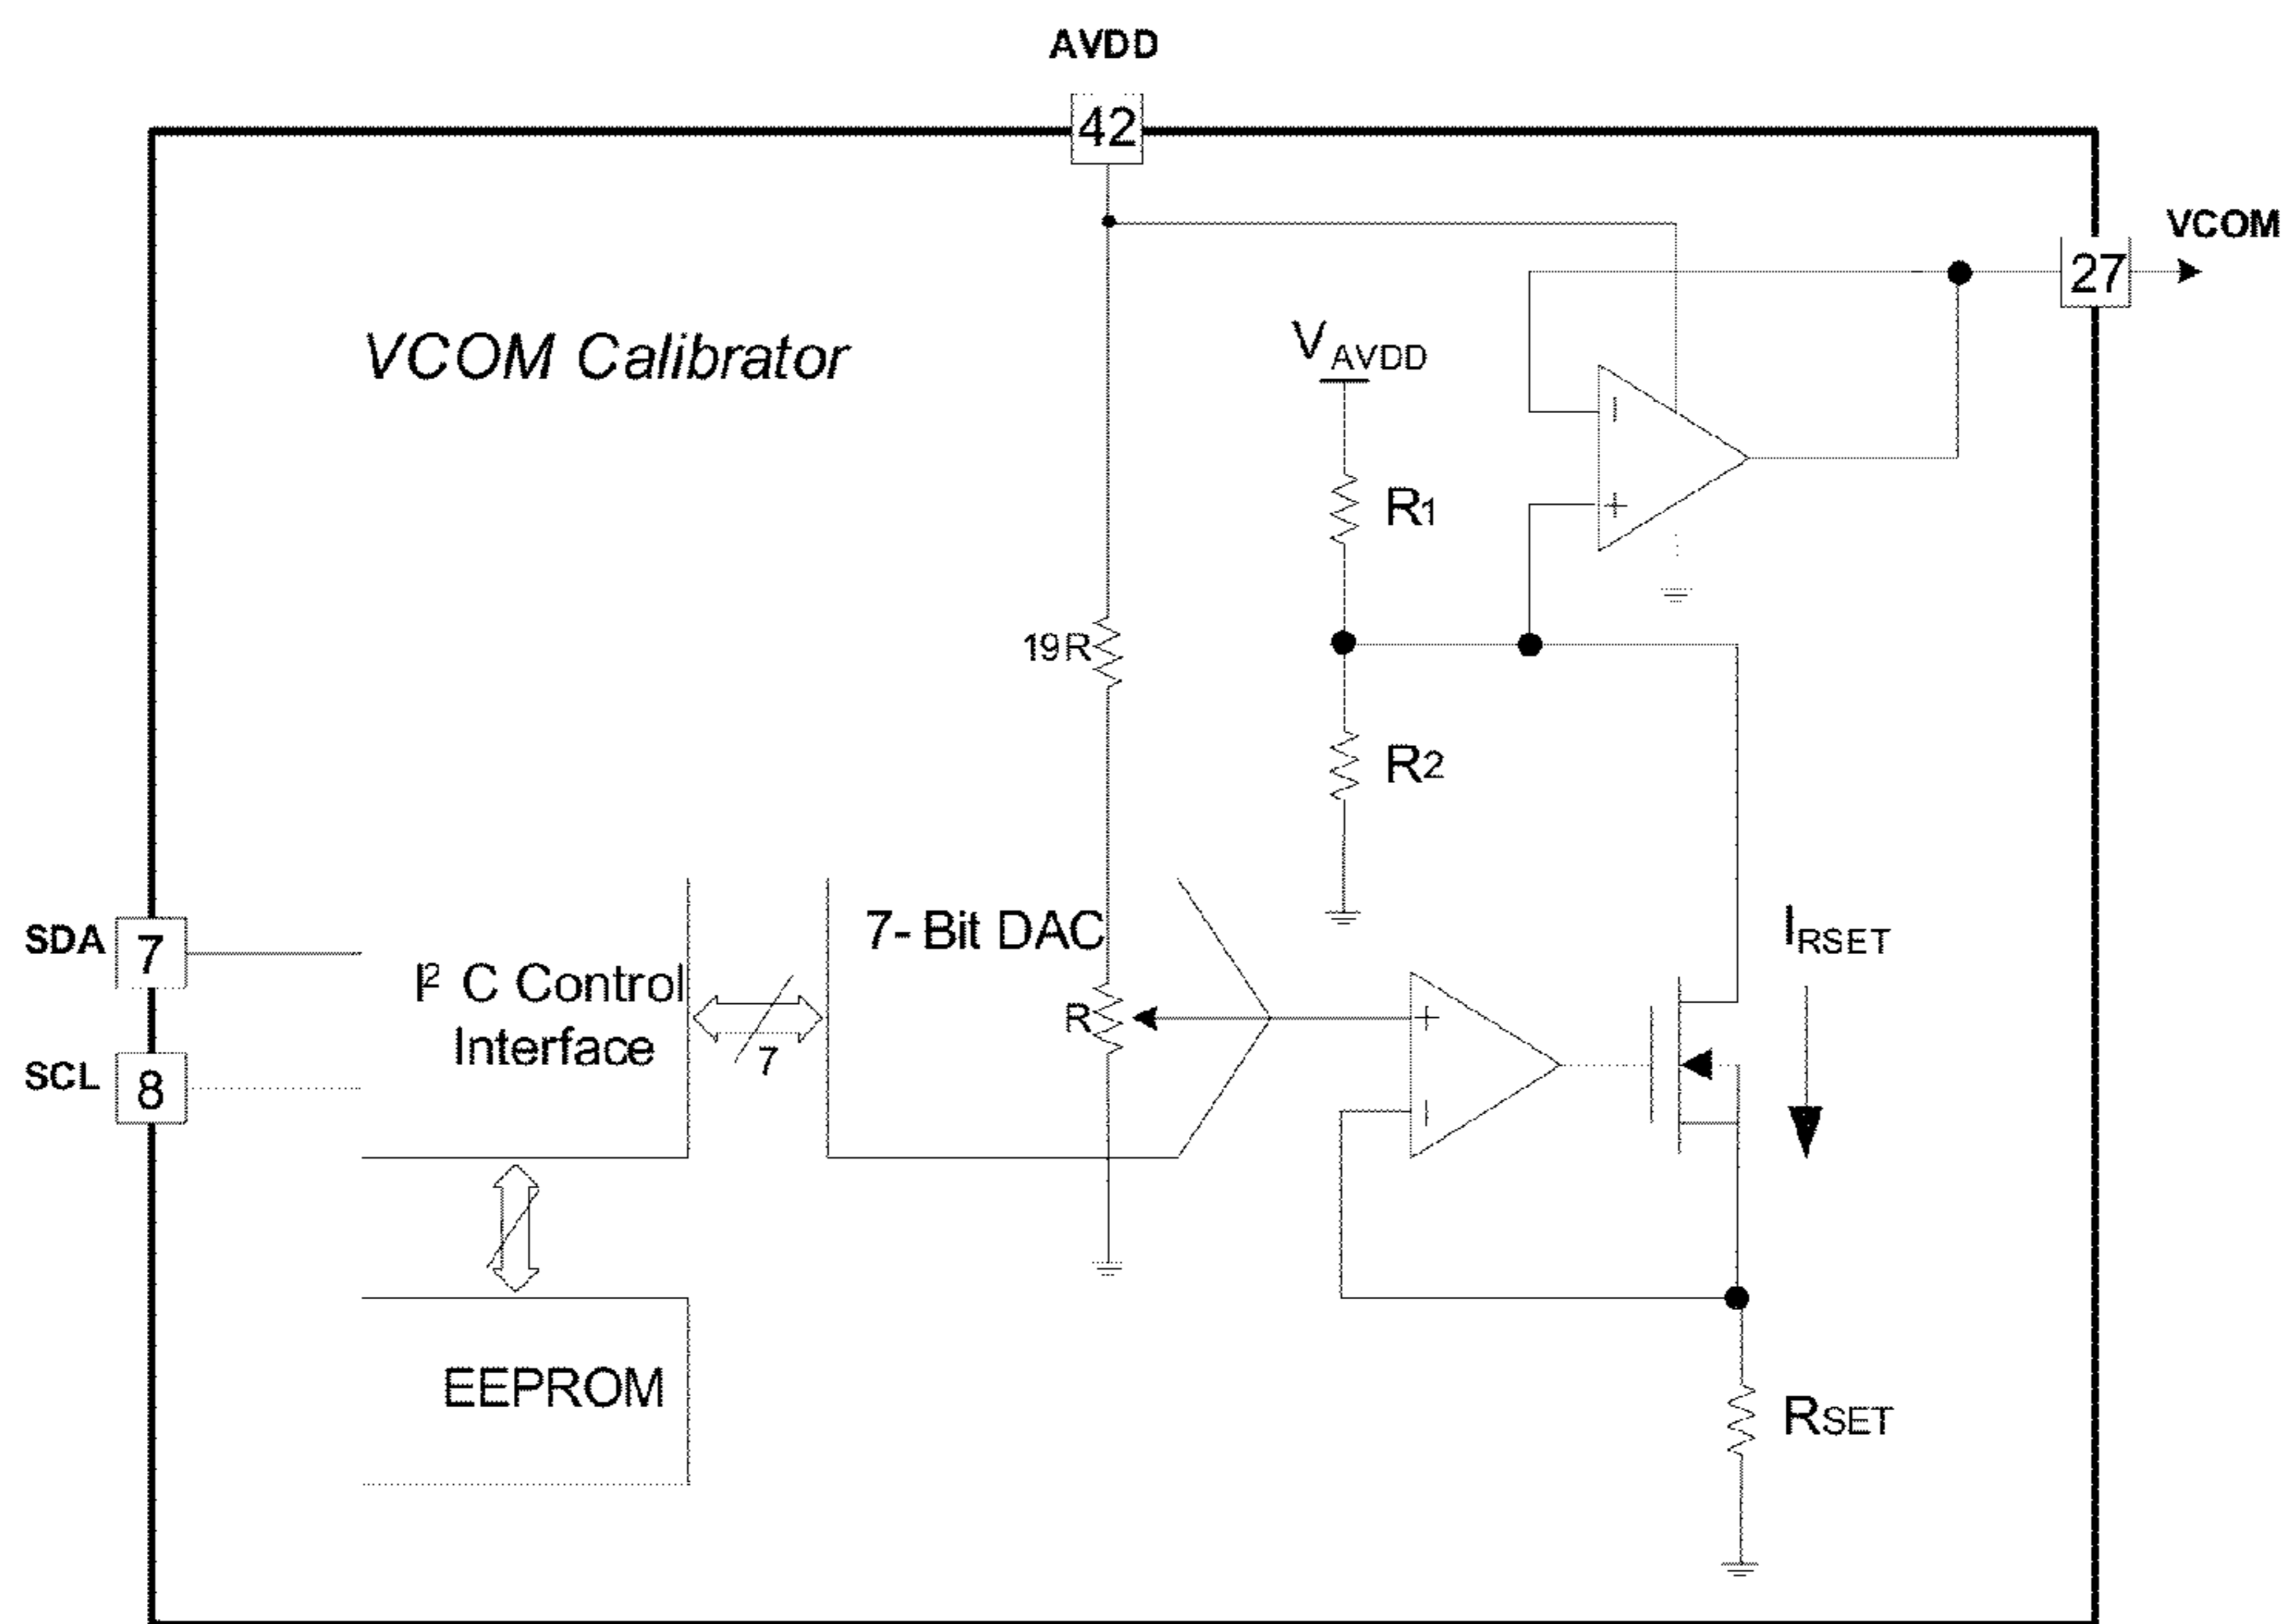 AVDD
42
VCOM
27
VCOM Calibrator
V AVDD
R1
19R
R2
7- Bit DAC
SDA
7
I² C Control
Interface
7
R
IRSET
SCL
8
EEPROM
RSET